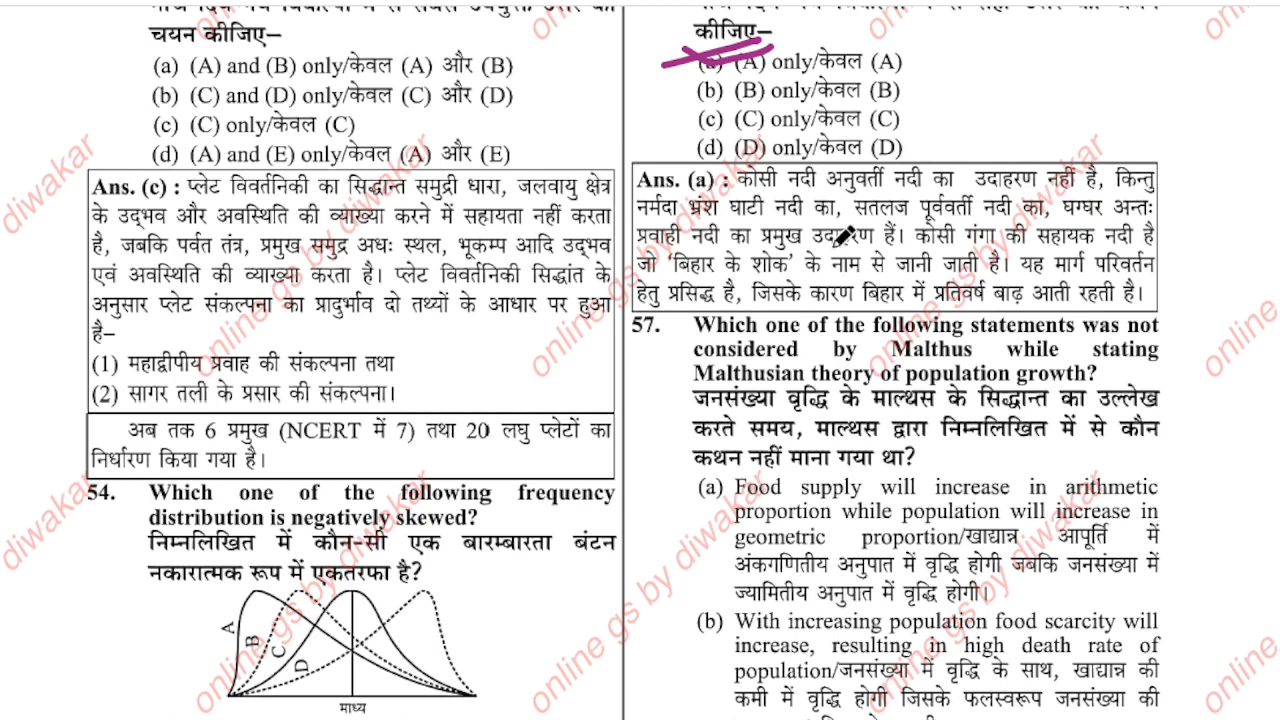 चयन कीजिए–
(a) (A) and (B) only/केवल (A) और (B)
(b) (C) and (D) only/केवल (C) और (D)
(c) (C) only/केवल (C)
(d) (A) and (E) only/केवल (A) और (E)
Ans. (c) : प्लेट विवर्तनिकी का सिद्धान्त समुद्री धारा, जलवायु क्षेत्र
के उद्भव और अवस्थिति की व्याख्या करने में सहायता नहीं करता
है, जबकि पर्वत तंत्र, प्रमुख समुद्र अधः स्थल, भूकम्प आदि उद्भव
एवं अवस्थिति की व्याख्या करता है। प्लेट विवर्तनिकी सिद्धांत के
अनुसार प्लेट संकल्पना का प्रादुर्भाव दो तथ्यों के आधार पर हुआ
है–
(1) महाद्वीपीय प्रवाह की संकल्पना तथा
(2) सागर तली के प्रसार की संकल्पना।
अब तक 6 प्रमुख (NCERT में 7) तथा 20 लघु प्लेटों का
निर्धारण किया गया है।
54. Which one of the following frequency
distribution is negatively skewed?
निम्नलिखित में कौन-सी एक बारम्बारता बंटन
नकारात्मक रूप में एकतरफा है?
A
B
C
D
माध्य
कीजिए–
(a) (A) only/केवल (A)
(b) (B) only/केवल (B)
(c) (C) only/केवल (C)
(d) (D) only/केवल (D)
Ans. (a) : कोसी नदी अनुवर्ती नदी का उदाहरण नहीं है, किन्तु
नर्मदा भ्रंश घाटी नदी का, सतलज पूर्ववर्ती नदी का, घग्घर अन्तः
प्रवाही नदी का प्रमुख उदाहरण हैं। कोसी गंगा की सहायक नदी है
जो 'बिहार के शोक' के नाम से जानी जाती है। यह मार्ग परिवर्तन
हेतु प्रसिद्ध है, जिसके कारण बिहार में प्रतिवर्ष बाढ़ आती रहती है।
57. Which one of the following statements was not
considered by Malthus while stating
Malthusian theory of population growth?
जनसंख्या वृद्धि के माल्थस के सिद्धान्त का उल्लेख
करते समय, माल्थस द्वारा निम्नलिखित में से कौन
कथन नहीं माना गया था?
(a) Food supply will increase in arithmetic
proportion while population will increase in
geometric proportion/खाद्यान्न आपूर्ति में
अंकगणितीय अनुपात में वृद्धि होगी जबकि जनसंख्या में
ज्यामितीय अनुपात में वृद्धि होगी।
(b) With increasing population food scarcity will
increase, resulting in high death rate of
population/जनसंख्या में वृद्धि के साथ, खाद्यान्न की
कमी में वृद्धि होगी जिसके फलस्वरूप जनसंख्या की
online gs by diwakar